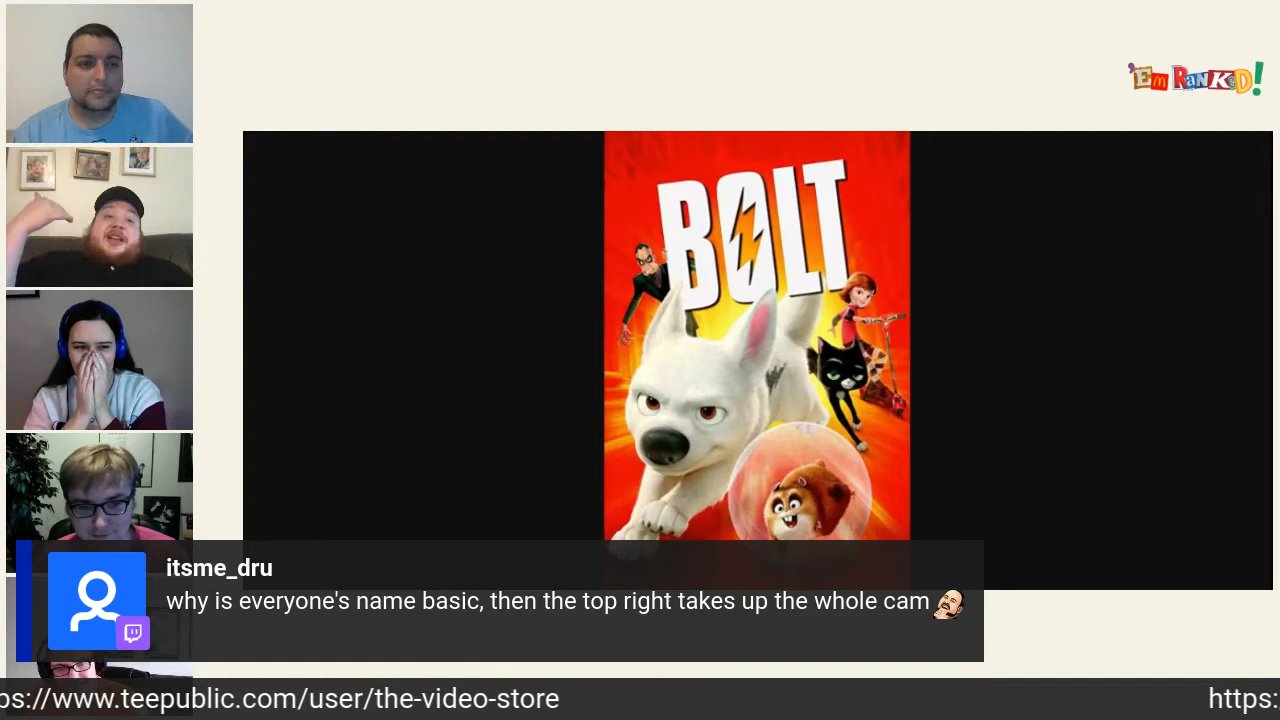 'Em RanKeD!
BOLT
itsme_dru
why is everyone's name basic, then the top right takes up the whole cam
ps://www.teepublic.com/user/the-video-store
https:/